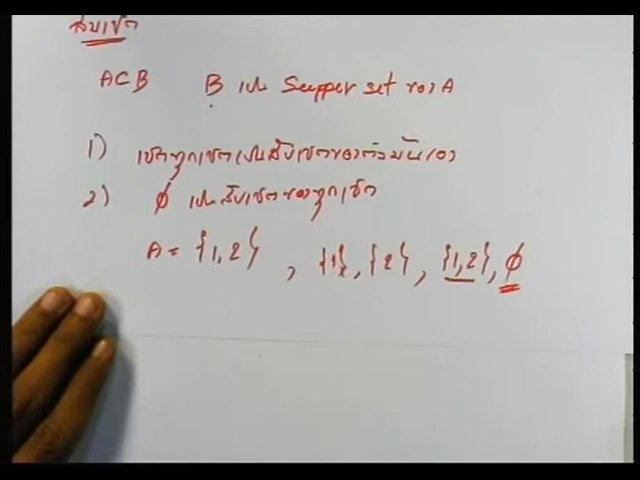 สับเซต
A⊂B B เป็น Supper set ของ A
1) เซตทุกเซตเป็นสับเซตของตัวมันเอง
2) ∅ เป็นสับเซตของทุกเซต
A = {1,2} , {1}, {2}, {1,2}, ∅